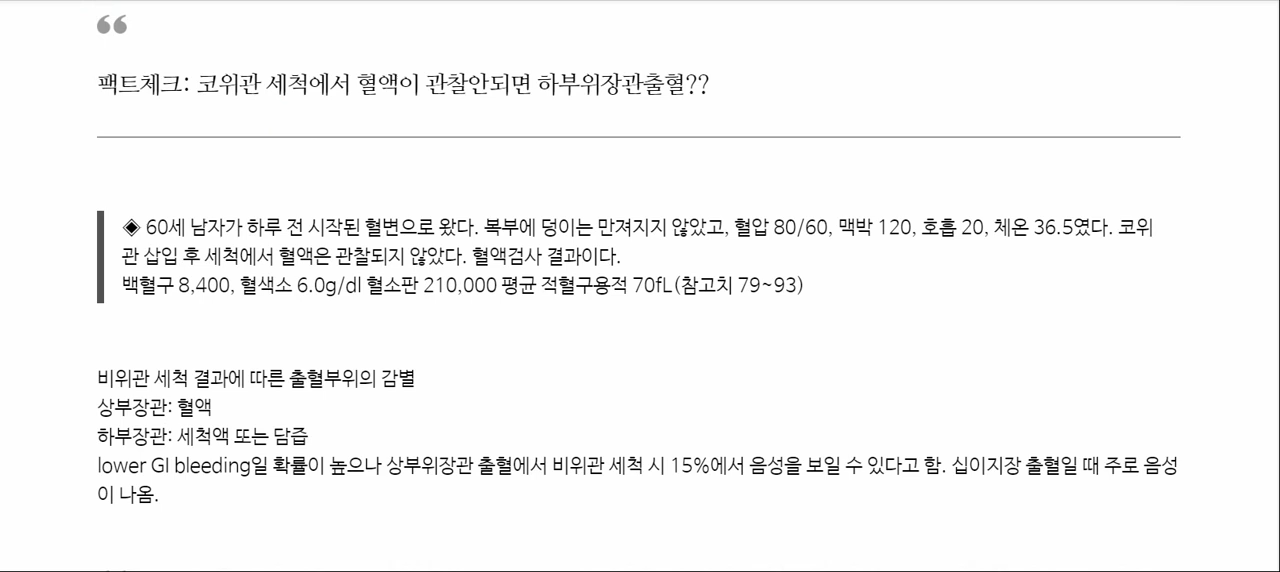 ❝
팩트체크: 코위관 세척에서 혈액이 관찰안되면 하부위장관출혈??
◈ 60세 남자가 하루 전 시작된 혈변으로 왔다. 복부에 덩이는 만져지지 않았고, 혈압 80/60, 맥박 120, 호흡 20, 체온 36.5였다. 코위
관 삽입 후 세척에서 혈액은 관찰되지 않았다. 혈액검사 결과이다.
백혈구 8,400, 혈색소 6.0g/dl 혈소판 210,000 평균 적혈구용적 70fL(참고치 79~93)
비위관 세척 결과에 따른 출혈부위의 감별
상부장관: 혈액
하부장관: 세척액 또는 담즙
lower GI bleeding일 확률이 높으나 상부위장관 출혈에서 비위관 세척 시 15%에서 음성을 보일 수 있다고 함. 십이지장 출혈일 때 주로 음성
이 나옴.